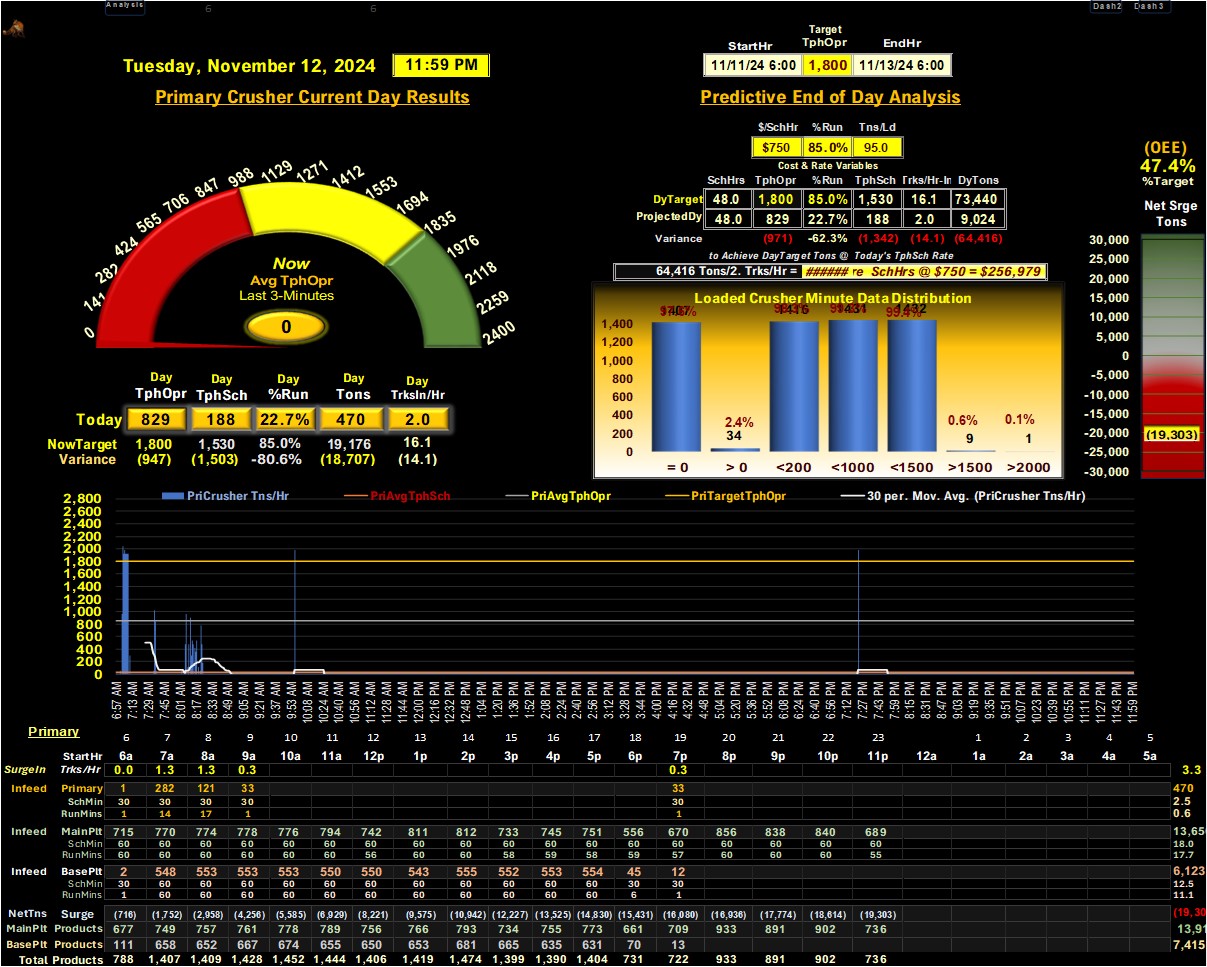 Analysis 6 6 Dash2 Dash3
Target
StartHr TphOpr EndHr
Tuesday, November 12, 2024 11:59 PM 11/11/24 6:00 1,800 11/13/24 6:00
Primary Crusher Current Day Results
Predictive End of Day Analysis
$/SchHr %Run Tns/Ld
$750 85.0% 95.0
Cost & Rate Variables
SchHrs TphOpr %Run TphSch Trks/Hr-In DyTons
DyTarget 48.0 1,800 85.0% 1,530 16.1 73,440
ProjectedDy 48.0 829 22.7% 188 2.0 9,024
Variance (971) -62.3% (1,342) (14.1) (64,416)
to Achieve DayTarget Tons @ Today's TphSch Rate
64,416 Tons/2. Trks/Hr = ###### re SchHrs @ $750 = $256,979
(OEE)
47.4%
%Target
Net Srge
Tons
30,000
25,000
20,000
15,000
10,000
5,000
0
-5,000
-10,000
-15,000
-20,000
-25,000
-30,000
(19,303)
0
141
282
424
565
706
847
988
1129
1271
1412
1553
1694
1835
1976
2118
2259
2400
Now
Avg TphOpr
Last 3-Minutes
0
Day Day Day Day Day
TphOpr TphSch %Run Tons TrksIn/Hr
Today 829 188 22.7% 470 2.0
NowTarget 1,800 1,530 85.0% 19,176 16.1
Variance (947) (1,503) -80.6% (18,707) (14.1)
Loaded Crusher Minute Data Distribution
1416 1431 1432
99.4%
1,400
1,200
1,000
800
600
400
200
0
2.4%
34
0.6%
9
0.1%
1
= 0 > 0 <200 <1000 <1500 >1500 >2000
PriCrusher Tns/Hr PriAvgTphSch PriAvgTphOpr PriTargetTphOpr 30 per. Mov. Avg. (PriCrusher Tns/Hr)
2,800
2,600
2,400
2,200
2,000
1,800
1,600
1,400
1,200
1,000
800
600
400
200
0
6:57 AM 7:13 AM 7:29 AM 7:45 AM 8:01 AM 8:17 AM 8:33 AM 8:49 AM 9:05 AM 9:21 AM 9:37 AM 9:53 AM 10:08 AM 10:24 AM 10:40 AM 10:56 AM 11:12 AM 11:28 AM 11:44 AM 12:00 PM 12:16 PM 12:32 PM 12:48 PM 1:04 PM 1:20 PM 1:36 PM 1:52 PM 2:08 PM 2:24 PM 2:40 PM 2:56 PM 3:12 PM 3:28 PM 3:44 PM 4:00 PM 4:16 PM 4:32 PM 4:48 PM 5:04 PM 5:20 PM 5:36 PM 5:52 PM 6:08 PM 6:24 PM 6:40 PM 6:56 PM 7:12 PM 7:27 PM 7:43 PM 7:59 PM 8:15 PM 8:31 PM 8:47 PM 9:03 PM 9:19 PM 9:35 PM 9:51 PM 10:07 PM 10:23 PM 10:39 PM 10:55 PM 11:11 PM 11:27 PM 11:43 PM 11:59 PM
Primary 6 7 8 9 10 11 12 13 14 15 16 17 18 19 20 21 22 23 1 2 3 4 5
StartHr 6a 7a 8a 9a 10a 11a 12p 1p 2p 3p 4p 5p 6p 7p 8p 9p 10p 11p 12a 1a 2a 3a 4a 5a
SurgeIn Trks/Hr 0.0 1.3 1.3 0.3 0.3 3.3
Infeed Primary 1 282 121 33 33 470
SchMin 30 30 30 30 30 2.5
RunMins 1 14 17 1 1 0.6
Infeed MainPlt 715 770 774 778 776 794 742 811 812 733 745 751 556 670 856 838 840 689 13,650
SchMin 60 60 60 60 60 60 60 60 60 60 60 60 60 60 60 60 60 60 18.0
RunMins 60 60 60 60 60 60 56 60 60 58 59 58 59 57 60 60 60 55 17.7
Infeed BasePlt 2 548 553 553 550 550 550 543 555 552 553 554 45 12 6,123
SchMin 30 60 60 60 60 60 60 60 60 60 60 60 30 30 12.5
RunMins 1 60 60 60 60 60 60 60 60 60 60 60 6 1 11.1
NetTns Surge (716) (1,752) (2,958) (4,256) (5,585) (6,929) (8,221) (9,575) (10,942) (12,227) (13,525) (14,830) (15,431) (16,080) (16,936) (17,774) (18,614) (19,303) (19,30
MainPlt Products 677 749 757 761 778 789 756 766 793 734 755 773 661 709 933 891 902 736 13,91
BasePlt Products 111 658 652 667 674 655 650 653 681 665 635 631 70 13 7,415
Total Products 788 1,407 1,409 1,428 1,452 1,444 1,406 1,419 1,474 1,399 1,390 1,404 731 722 933 891 902 736